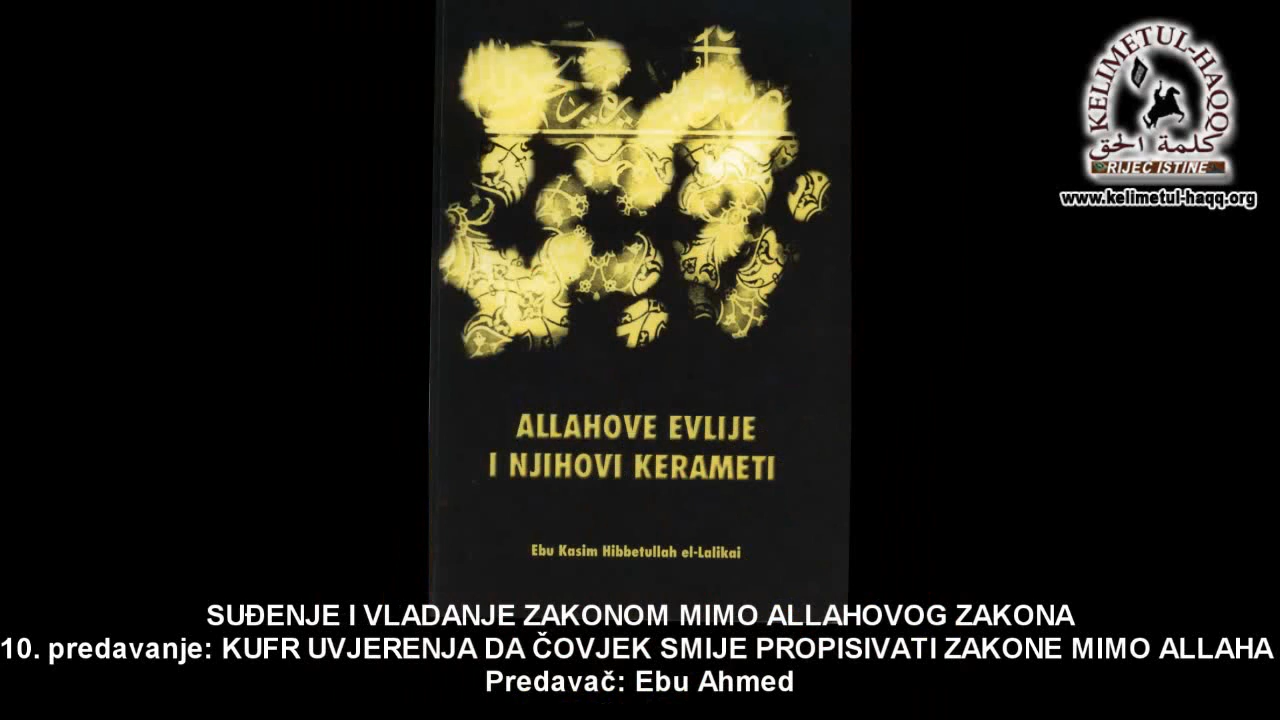 KELIMETUL-HAQQ
كلمة الحق
RIJEC ISTINE
www.kelimetul-haqq.org
ALLAHOVE EVLIJE
I NJIHOVI KERAMETI
Ebu Kasim Hibbetullah el-Lalikai
SUĐENJE I VLADANJE ZAKONOM MIMO ALLAHOVOG ZAKONA
10. predavanje: KUFR UVJERENJA DA ČOVJEK SMIJE PROPISIVATI ZAKONE MIMO ALLAHA
Predavač: Ebu Ahmed